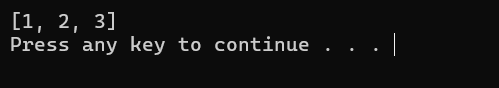 [1, 2, 3]
Press any key to continue . . .